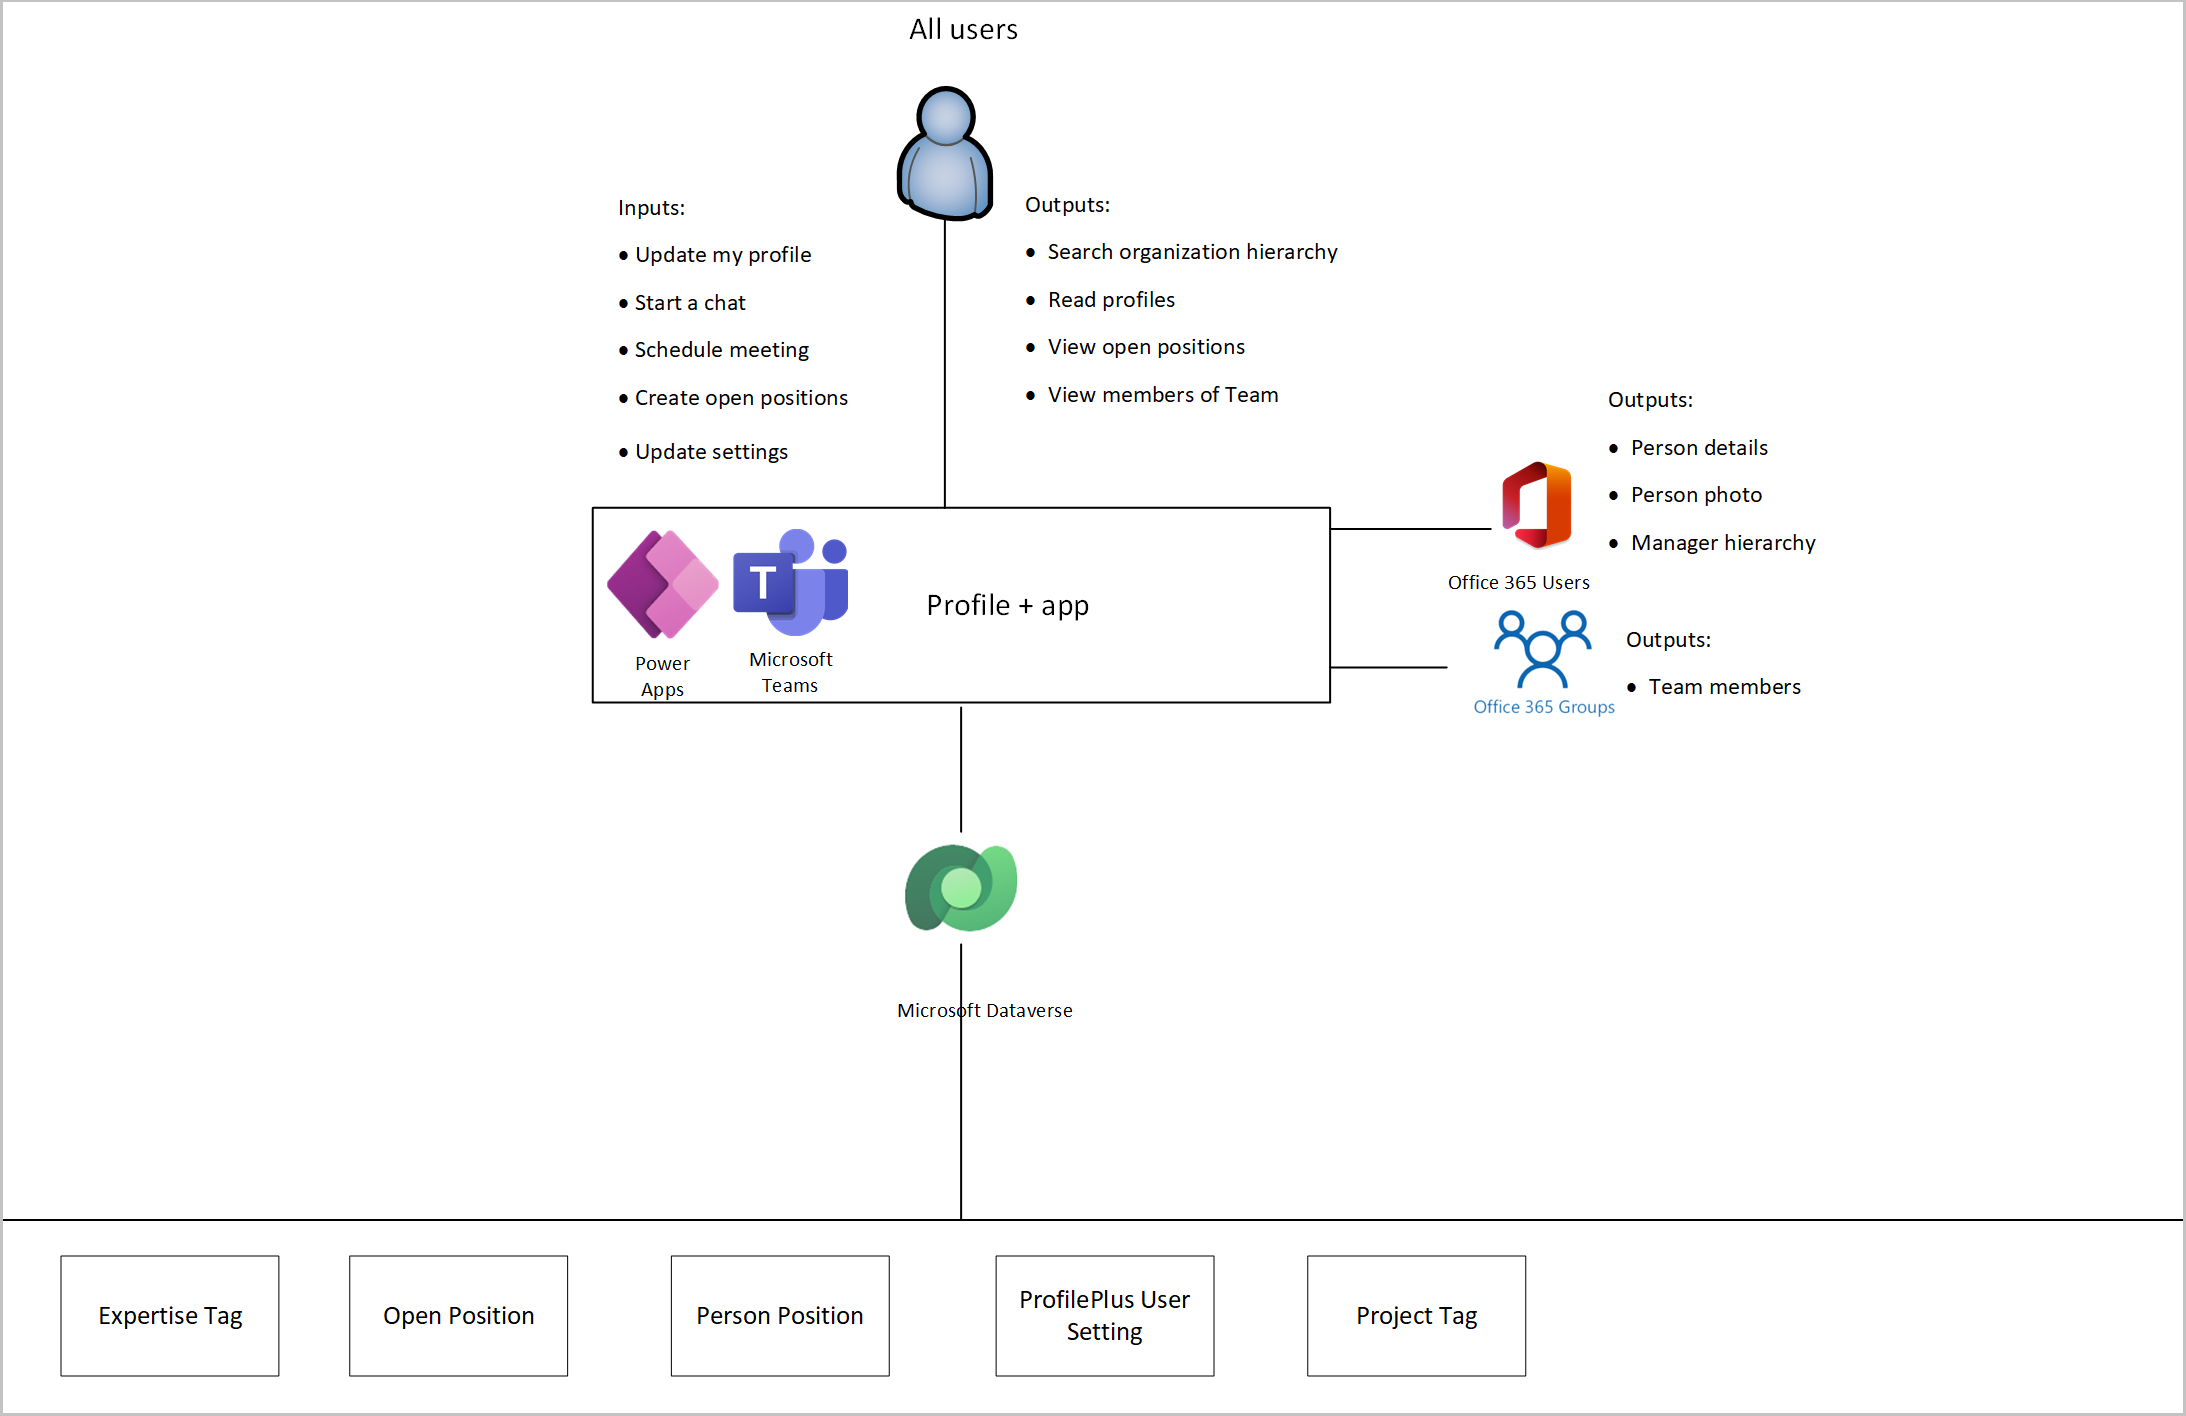 All users
Inputs:
• Update my profile
• Start a chat
• Schedule meeting
• Create open positions
• Update settings
Outputs:
• Search organization hierarchy
• Read profiles
• View open positions
• View members of Team
Outputs:
• Person details
• Person photo
• Manager hierarchy
Office 365 Users
Outputs:
• Team members
Office 365 Groups
T
Power
Apps
Microsoft
Teams
Profile + app
Microsoft Dataverse
Expertise Tag
Open Position
Person Position
ProfilePlus User
Setting
Project Tag